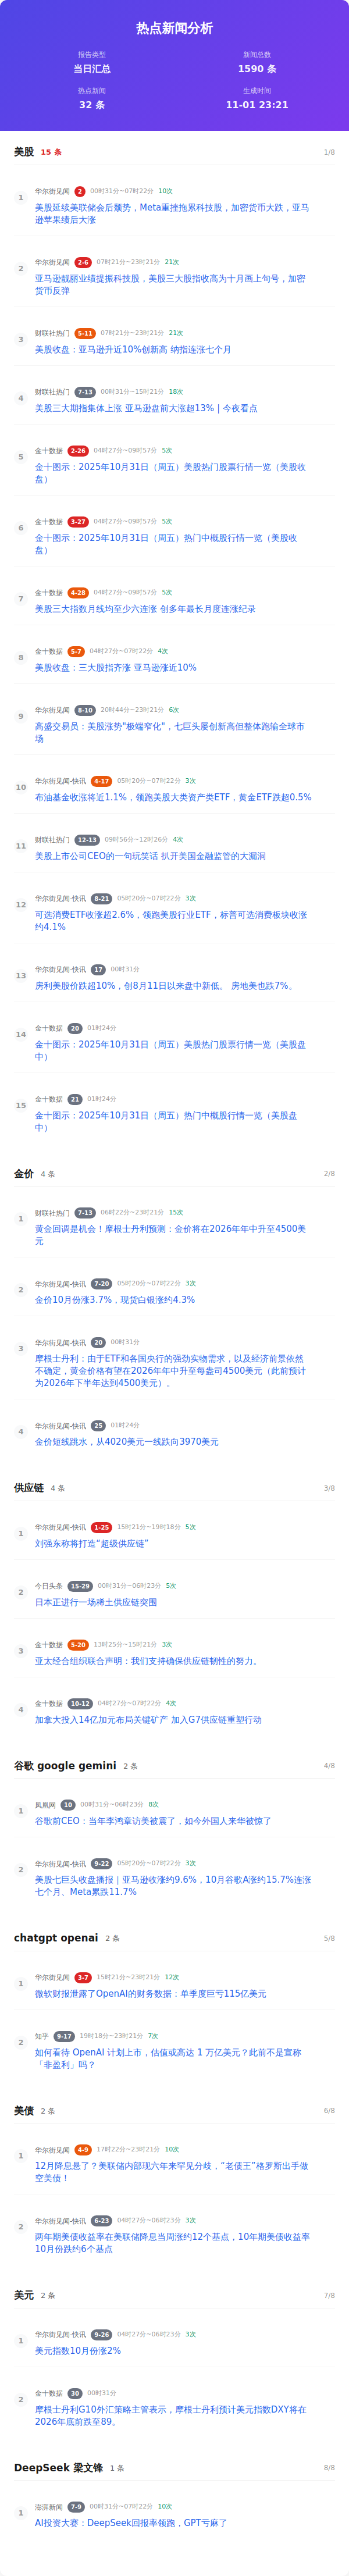 热点新闻分析
报告类型
当日汇总
新闻总数
1590 条
热点新闻
32 条
生成时间
11-01 23:21
美股 15 条 1/8
1
华尔街见闻 2 00时31分~07时22分 10次
美股延续美联储会后颓势，Meta重挫拖累科技股，加密货币大跌，亚马
逊苹果绩后大涨
2
华尔街见闻 2-6 07时21分~23时21分 21次
亚马逊靓丽业绩提振科技股，美股三大股指收高为十月画上句号，加密
货币反弹
3
财联社热门 5-11 07时21分~23时21分 21次
美股收盘：亚马逊升近10%创新高 纳指连涨七个月
4
财联社热门 7-13 00时31分~15时21分 18次
美股三大期指集体上涨 亚马逊盘前大涨超13% | 今夜看点
5
金十数据 2-26 04时27分~09时57分 5次
金十图示：2025年10月31日（周五）美股热门股票行情一览（美股收
盘）
6
金十数据 3-27 04时27分~09时57分 5次
金十图示：2025年10月31日（周五）热门中概股行情一览（美股收
盘）
7
金十数据 4-28 04时27分~09时57分 5次
美股三大指数月线均至少六连涨 创多年最长月度连涨纪录
8
金十数据 5-7 04时27分~07时22分 4次
美股收盘：三大股指齐涨 亚马逊涨近10%
9
华尔街见闻 8-10 20时44分~23时21分 6次
高盛交易员：美股涨势“极端窄化”，七巨头屡创新高但整体跑输全球市
场
10
华尔街见闻-快讯 4-17 05时20分~07时22分 3次
布油基金收涨将近1.1%，领跑美股大类资产类ETF，黄金ETF跌超0.5%
11
财联社热门 12-13 09时56分~12时26分 4次
美股上市公司CEO的一句玩笑话 扒开美国金融监管的大漏洞
12
华尔街见闻-快讯 8-21 05时20分~07时22分 3次
可选消费ETF收涨超2.6%，领跑美股行业ETF，标普可选消费板块收涨
约4.1%
13
华尔街见闻-快讯 17 00时31分
房利美股价跌超10%，创8月11日以来盘中新低。 房地美也跌7%。
14
金十数据 20 01时24分
金十图示：2025年10月31日（周五）美股热门股票行情一览（美股盘
中）
15
金十数据 21 01时24分
金十图示：2025年10月31日（周五）热门中概股行情一览（美股盘
中）
金价 4 条 2/8
1
财联社热门 7-13 06时22分~23时21分 15次
黄金回调是机会！摩根士丹利预测：金价将在2026年年中升至4500美
元
2
华尔街见闻-快讯 7-20 05时20分~07时22分 3次
金价10月份涨3.7%，现货白银涨约4.3%
3
华尔街见闻-快讯 20 00时31分
摩根士丹利：由于ETF和各国央行的强劲实物需求，以及经济前景依然
不确定，黄金价格有望在2026年年中升至每盎司4500美元（此前预计
为2026年下半年达到4500美元）。
4
华尔街见闻-快讯 25 01时24分
金价短线跳水，从4020美元一线跌向3970美元
供应链 4 条 3/8
1
华尔街见闻-快讯 1-25 15时21分~19时18分 5次
刘强东称将打造“超级供应链”
2
今日头条 15-29 00时31分~06时23分 5次
日本正进行一场稀土供应链突围
3
金十数据 5-20 13时25分~15时21分 3次
亚太经合组织联合声明：我们支持确保供应链韧性的努力。
4
金十数据 10-12 04时27分~07时22分 4次
加拿大投入14亿加元布局关键矿产 加入G7供应链重塑行动
谷歌 google gemini 2 条 4/8
1
凤凰网 10 00时31分~06时23分 8次
谷歌前CEO：当年李鸿章访美被震了，如今外国人来华被惊了
2
华尔街见闻-快讯 9-22 05时20分~07时22分 3次
美股七巨头收盘播报 | 亚马逊收涨约9.6%，10月谷歌A涨约15.7%连涨
七个月、Meta累跌11.7%
chatgpt openai 2 条 5/8
1
华尔街见闻 3-7 15时21分~23时21分 12次
微软财报泄露了OpenAI的财务数据：单季度巨亏115亿美元
2
知乎 9-17 19时18分~23时21分 7次
如何看待 OpenAI 计划上市，估值或高达 1 万亿美元？此前不是宣称
「非盈利」吗？
美债 2 条 6/8
1
华尔街见闻 4-9 17时22分~23时21分 10次
12月降息悬了？美联储内部现六年来罕见分歧，“老债王”格罗斯出手做
空美债！
2
华尔街见闻-快讯 6-23 04时27分~06时23分 3次
两年期美债收益率在美联储降息当周涨约12个基点，10年期美债收益率
10月份跌约6个基点
美元 2 条 7/8
1
华尔街见闻-快讯 9-26 04时27分~06时23分 3次
美元指数10月份涨2%
2
金十数据 30 00时31分
摩根士丹利G10外汇策略主管表示，摩根士丹利预计美元指数DXY将在
2026年底前跌至89。
DeepSeek 梁文锋 1 条 8/8
1
澎湃新闻 7-9 00时31分~07时22分 10次
AI投资大赛：DeepSeek回报率领跑，GPT亏麻了